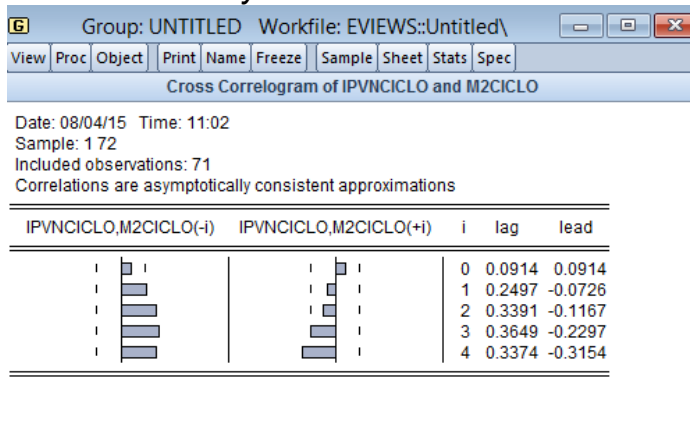 G Group: UNTITLED Workfile: EVIEWS::Untitled\
View Proc Object Print Name Freeze Sample Sheet Stats Spec
Cross Correlogram of IPVNCICLO and M2CICLO
Date: 08/04/15 Time: 11:02
Sample: 1 72
Included observations: 71
Correlations are asymptotically consistent approximations
IPVNCICLO,M2CICLO(-i) IPVNCICLO,M2CICLO(+i) i lag lead
0 0.0914 0.0914
1 0.2497 -0.0726
2 0.3391 -0.1167
3 0.3649 -0.2297
4 0.3374 -0.3154